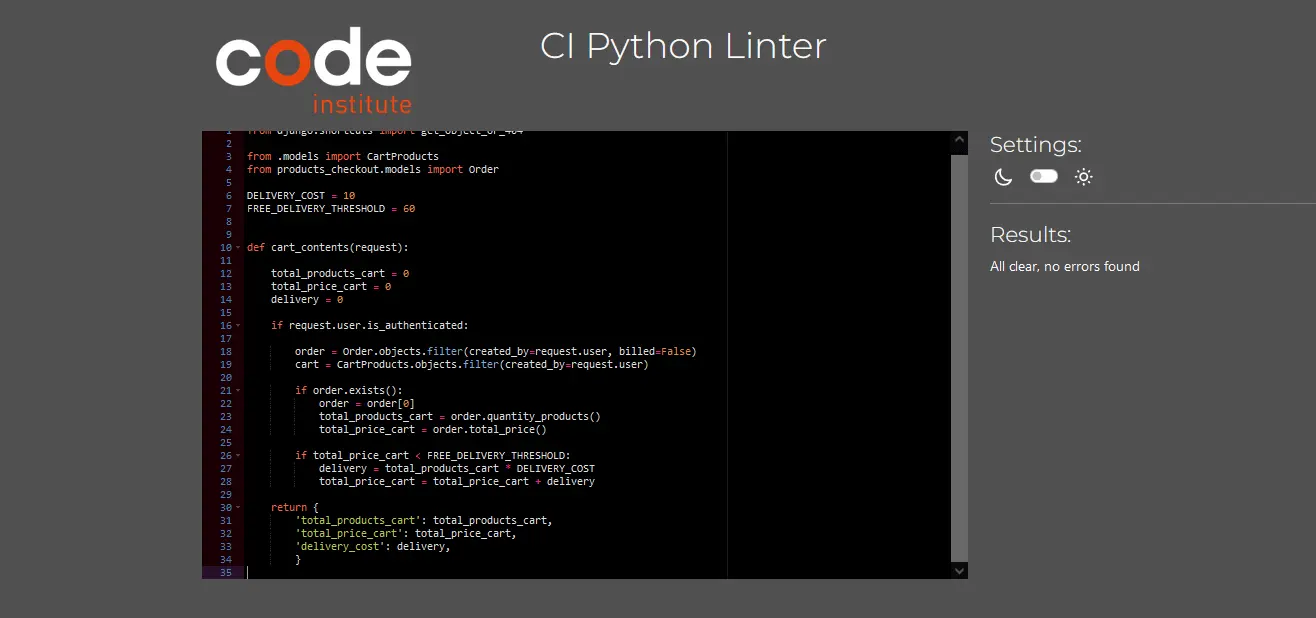 code
institute
CI Python Linter
1 from django.shortcuts import get_object_or_404
2
3 from .models import CartProducts
4 from products_checkout.models import Order
5
6 DELIVERY_COST = 10
7 FREE_DELIVERY_THRESHOLD = 60
8
9
10 def cart_contents(request):
11
12 total_products_cart = 0
13 total_price_cart = 0
14 delivery = 0
15
16 if request.user.is_authenticated:
17
18 order = Order.objects.filter(created_by=request.user, billed=False)
19 cart = CartProducts.objects.filter(created_by=request.user)
20
21 if order.exists():
22 order = order[0]
23 total_products_cart = order.quantity_products()
24 total_price_cart = order.total_price()
25
26 if total_price_cart < FREE_DELIVERY_THRESHOLD:
27 delivery = total_products_cart * DELIVERY_COST
28 total_price_cart = total_price_cart + delivery
29
30 return {
31 'total_products_cart': total_products_cart,
32 'total_price_cart': total_price_cart,
33 'delivery_cost': delivery,
34 }
35
Settings:
Results:
All clear, no errors found